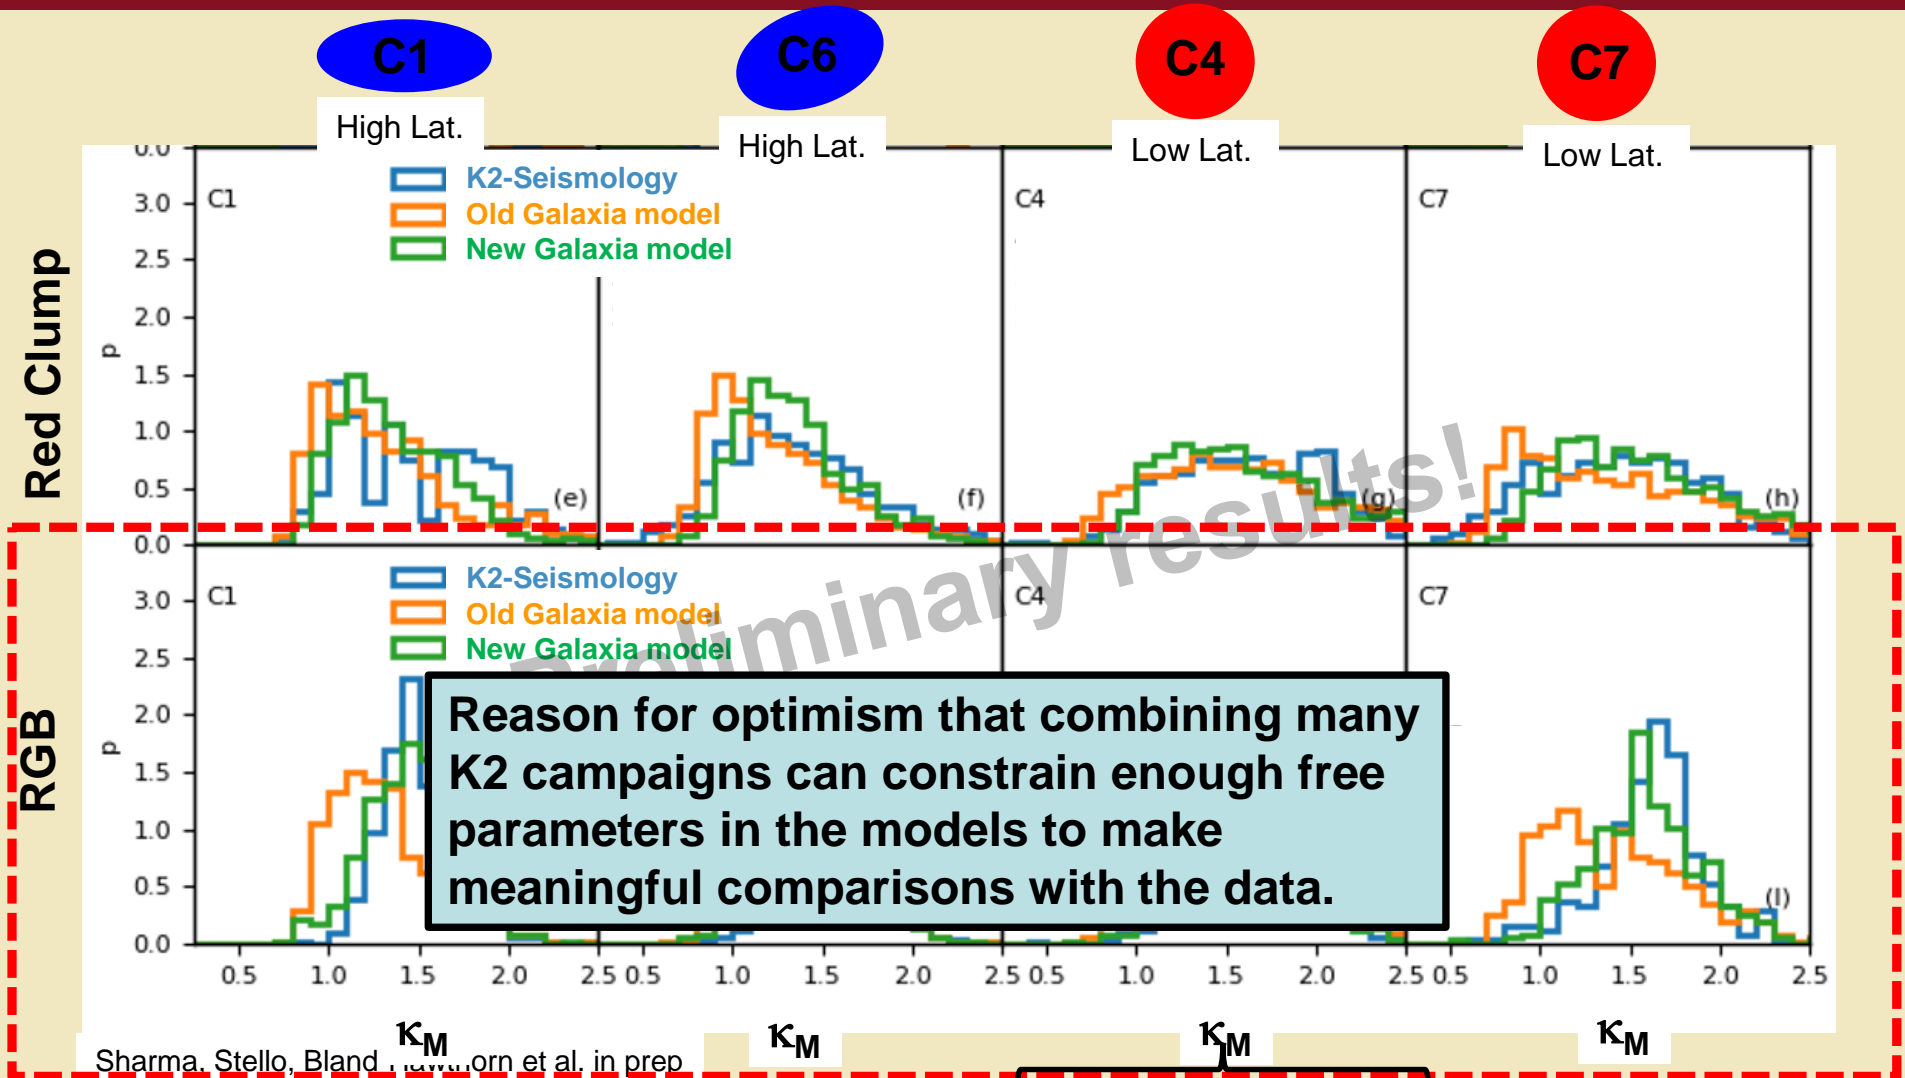 C1
C6
C4
C7
High Lat.
High Lat.
Low Lat.
Low Lat.
Red Clump
p
0.0
3.0
2.5
2.0
1.5
1.0
0.5
0.0
C1
K2-Seismology
Old Galaxia model
New Galaxia model
C4
C7
(e)
(f)
(g)
(h)
Preliminary results!
RGB
p
3.0
2.5
2.0
1.5
1.0
0.5
0.0
C1
K2-Seismology
Old Galaxia model
New Galaxia model
C4
C7
Reason for optimism that combining many
K2 campaigns can constrain enough free
parameters in the models to make
meaningful comparisons with the data.
(l)
0.5 1.0 1.5 2.0 2.5 0.5 1.0 1.5 2.0 2.5 0.5 1.0 1.5 2.0 2.5 0.5 1.0 1.5 2.0 2.5
κM
κM
κM
κM
Sharma, Stello, Bland Hawthorn et al. in prep